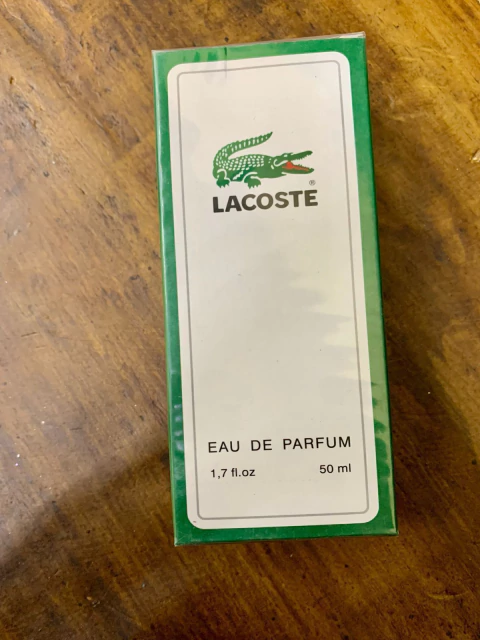 ®
LACOSTE
EAU DE PARFUM
1,7 fl.oz 50 ml